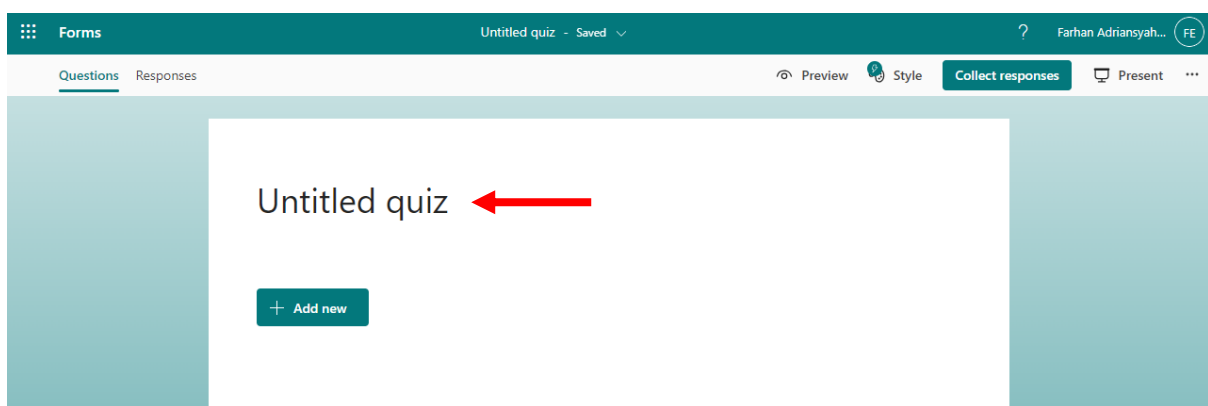 Forms
Untitled quiz - Saved
? Farhan Adriansyah... FE
Questions Responses
Preview Style Collect responses Present ...
Untitled quiz
+ Add new